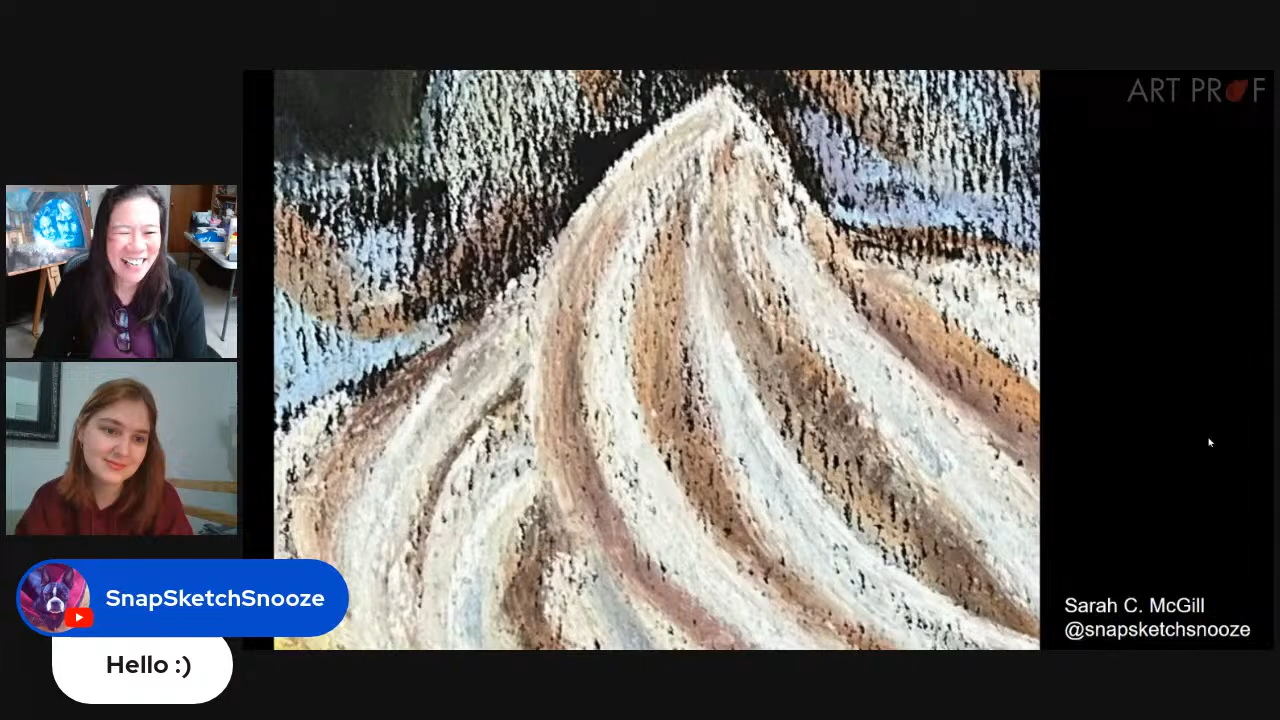 ART PROF
SnapSketchSnooze
Hello :)
Sarah C. McGill
@snapsketchsnooze